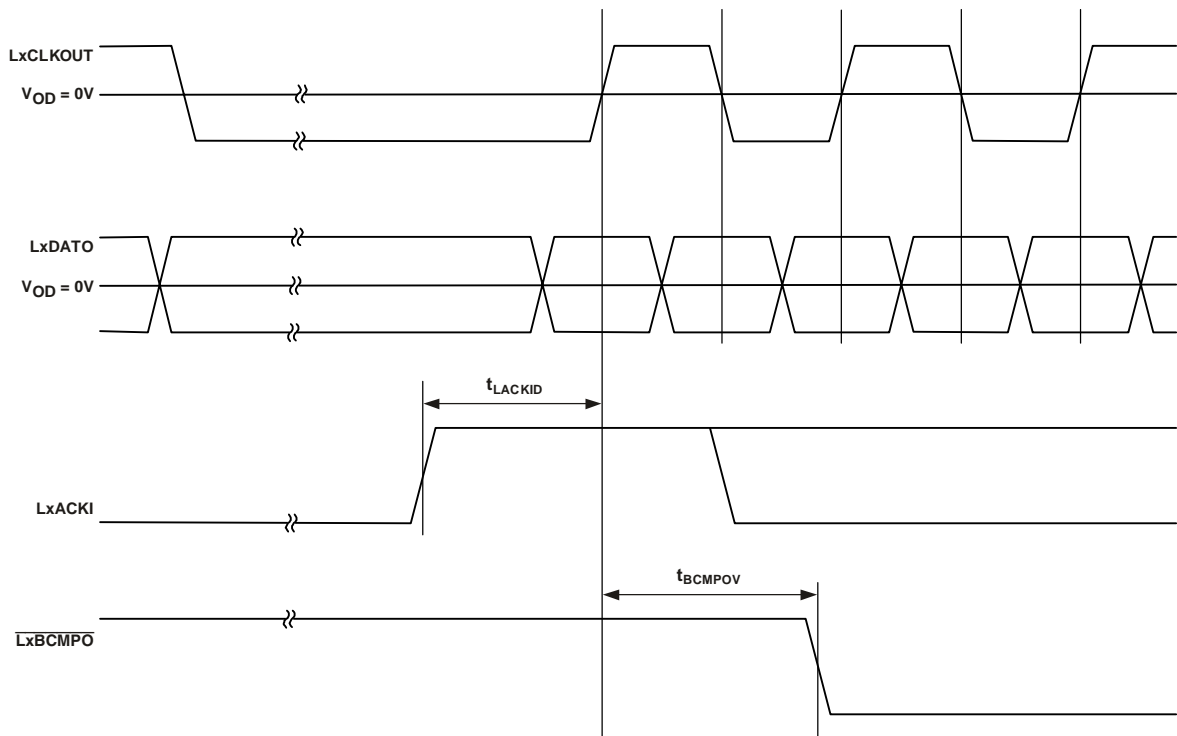 LxCLKOUT
VOD = 0V
LxDATO
VOD = 0V
tLACKID
LxACKI
tBCMPOV
LxBCMPO